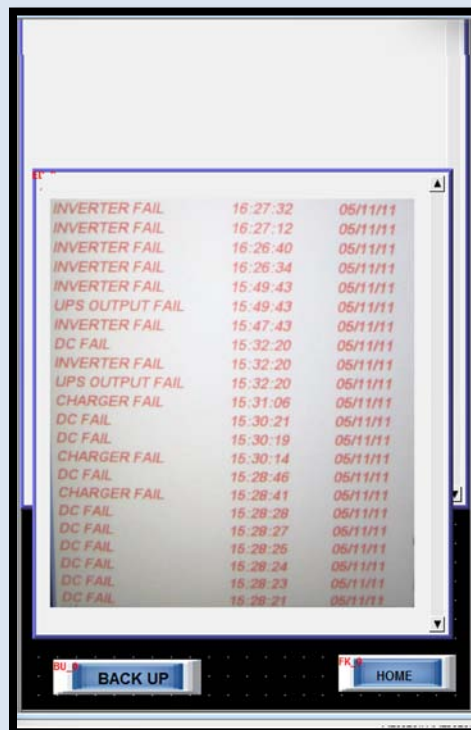 INVERTER FAIL 16:27:32 05/11/11
INVERTER FAIL 16:27:12 05/11/11
INVERTER FAIL 16:26:40 05/11/11
INVERTER FAIL 16:26:34 05/11/11
INVERTER FAIL 15:49:43 05/11/11
UPS OUTPUT FAIL 15:49:43 05/11/11
INVERTER FAIL 15:47:43 05/11/11
DC FAIL 15:32:20 05/11/11
INVERTER FAIL 15:32:20 05/11/11
UPS OUTPUT FAIL 15:32:20 05/11/11
CHARGER FAIL 15:31:06 05/11/11
DC FAIL 15:30:21 05/11/11
DC FAIL 15:30:19 05/11/11
CHARGER FAIL 15:30:14 05/11/11
DC FAIL 15:28:46 05/11/11
CHARGER FAIL 15:28:41 05/11/11
DC FAIL 15:28:28 05/11/11
DC FAIL 15:28:27 05/11/11
DC FAIL 15:28:25 05/11/11
DC FAIL 15:28:24 05/11/11
DC FAIL 15:28:23 05/11/11
DC FAIL 15:28:21 05/11/11
BACK UP
HOME